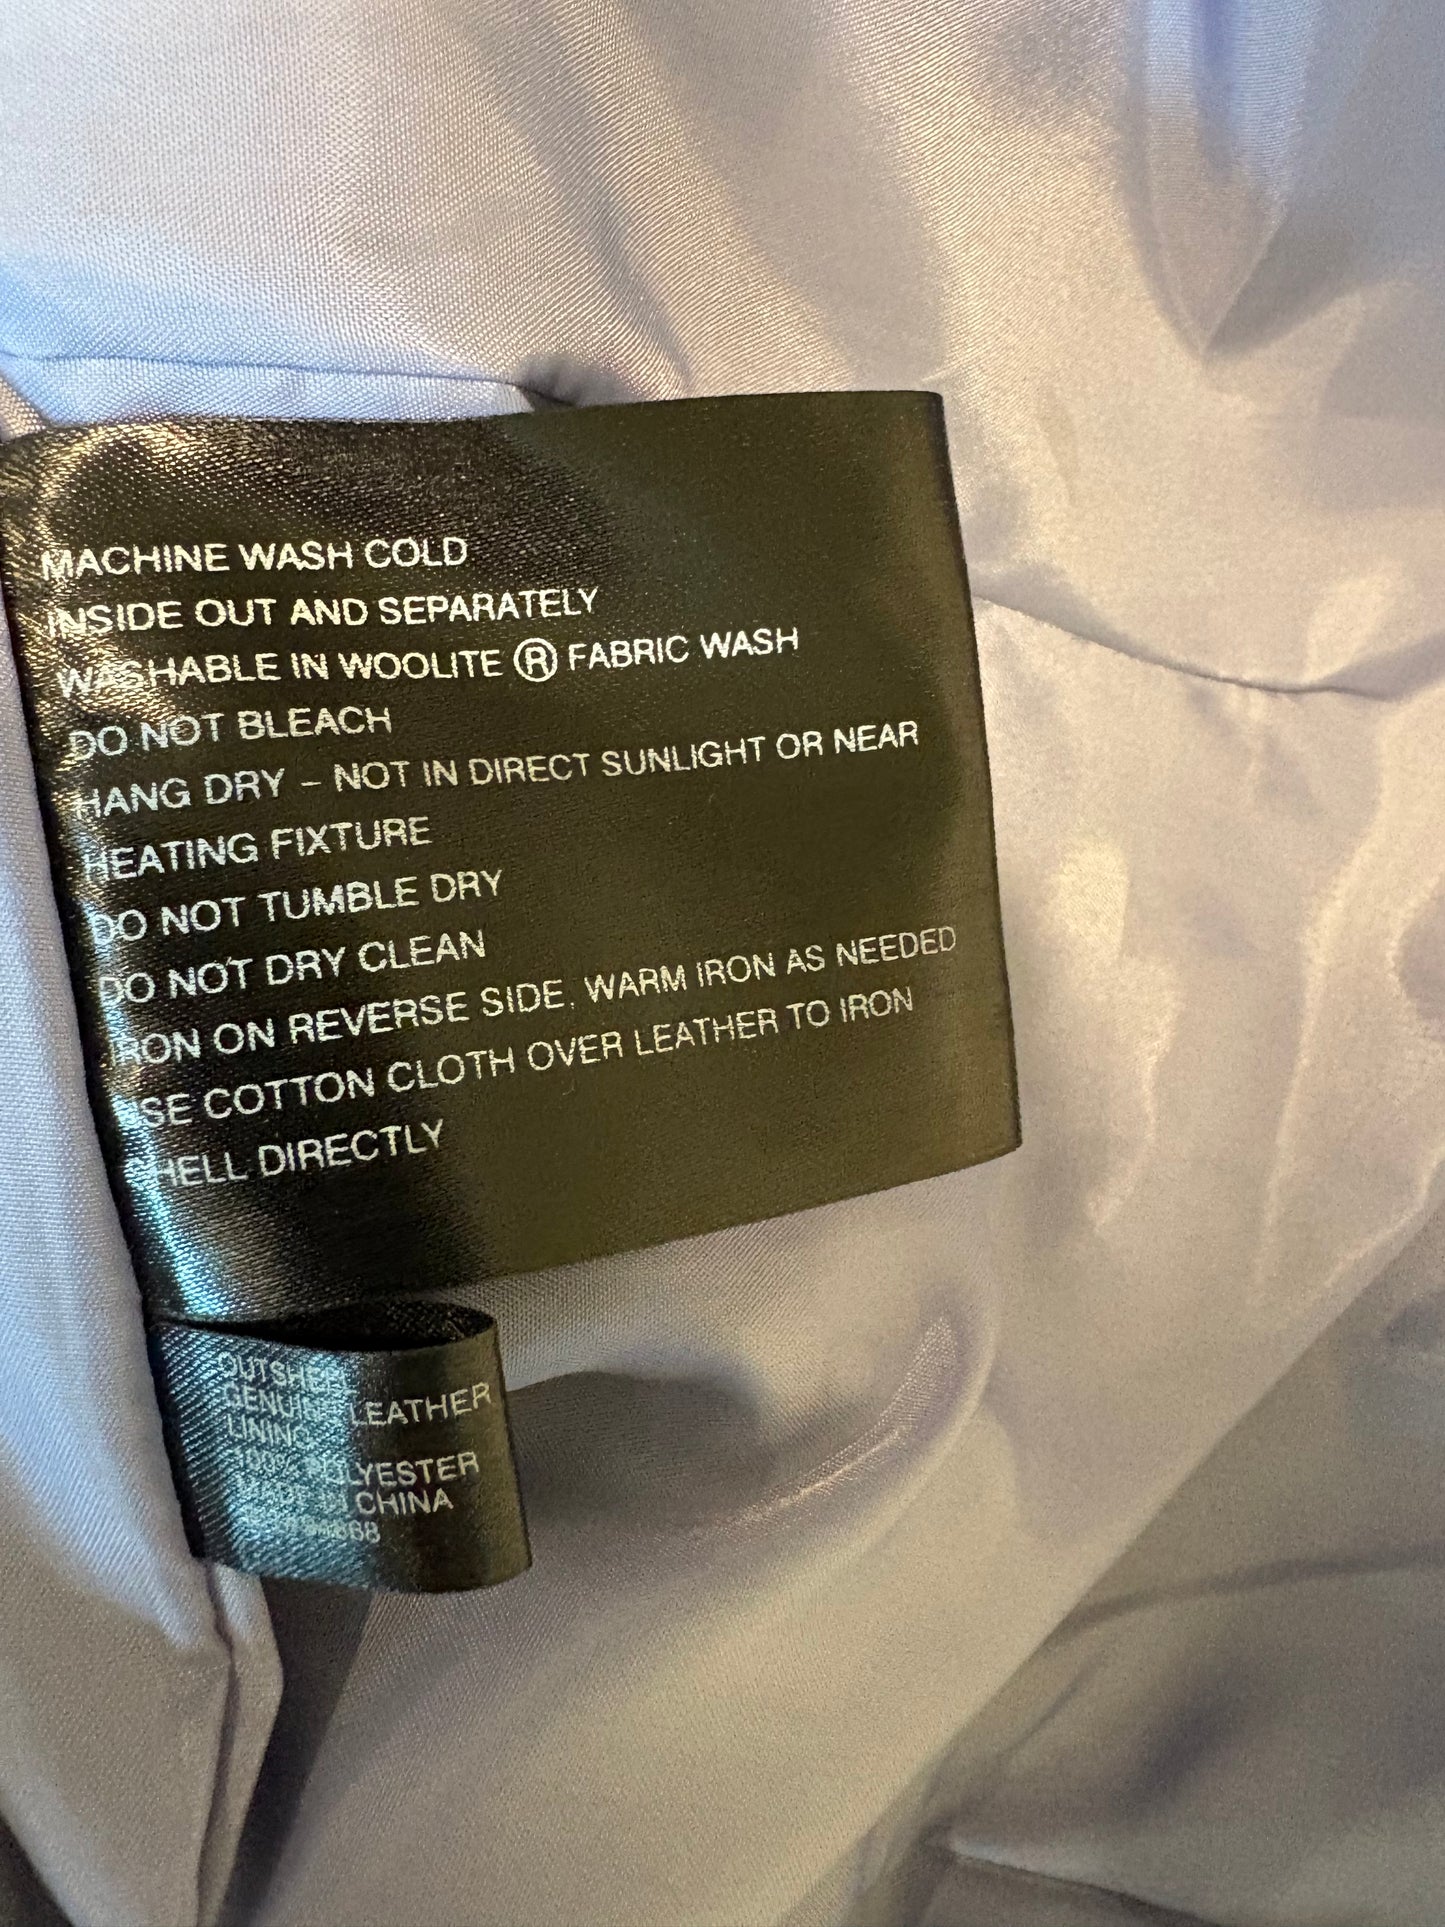 MACHINE WASH COLD
INSIDE OUT AND SEPARATELY
WASHABLE IN WOOLITE ® FABRIC WASH
DO NOT BLEACH
HANG DRY – NOT IN DIRECT SUNLIGHT OR NEAR
HEATING FIXTURE
DO NOT TUMBLE DRY
DO NOT DRY CLEAN
IRON ON REVERSE SIDE, WARM IRON AS NEEDED
USE COTTON CLOTH OVER LEATHER TO IRON
SHELL DIRECTLY
OUTSHELL
GENUINE LEATHER
LINING
100% POLYESTER
MADE IN CHINA